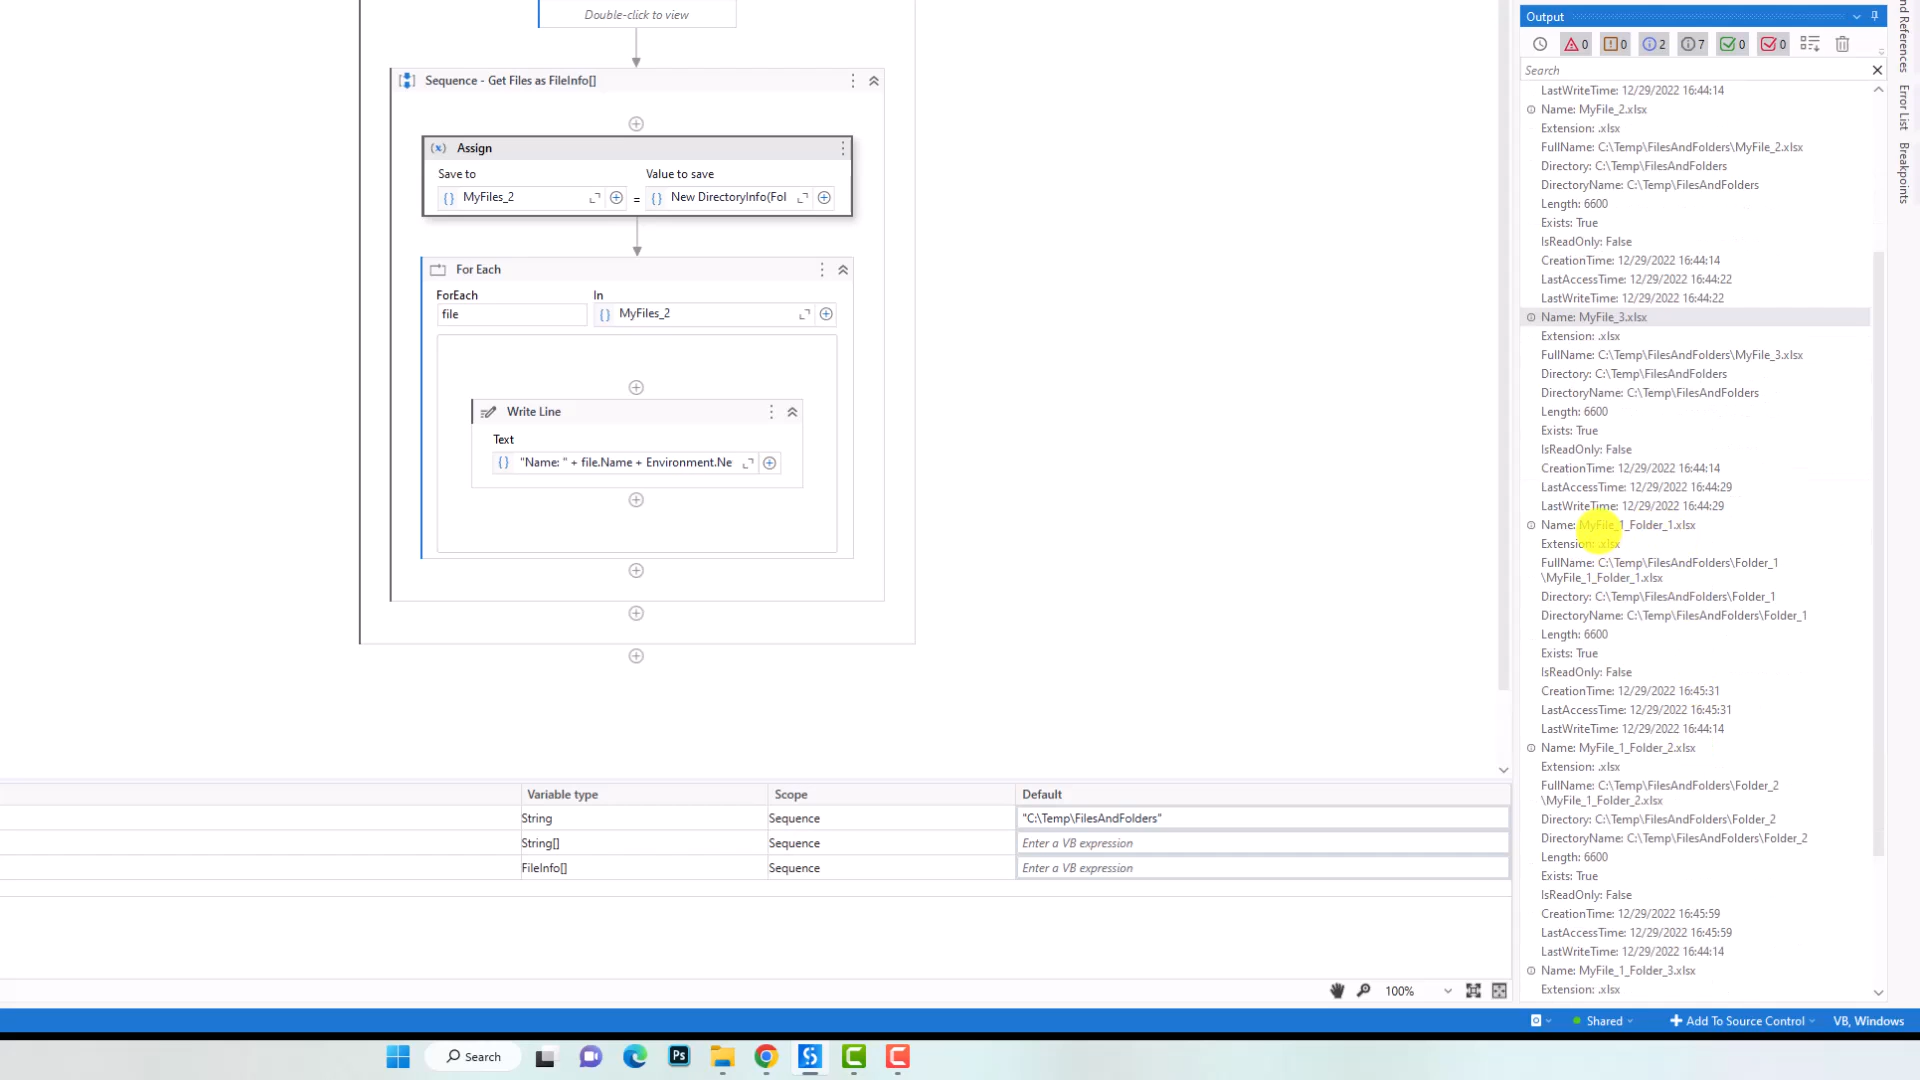 Double-click to view
Sequence - Get Files as FileInfo[]
Assign
Save to
Value to save
MyFiles_2
=
New DirectoryInfo(Fol
For Each
ForEach
In
file
MyFiles_2
Write Line
Text
"Name: " + file.Name + Environment.Ne
Variable type
Scope
Default
String
Sequence
"C:\Temp\FilesAndFolders"
String[]
Sequence
Enter a VB expression
FileInfo[]
Sequence
Enter a VB expression
100%
Output
0
0
2
7
0
0
Search
LastWriteTime: 12/29/2022 16:44:14
Name: MyFile_2.xlsx
Extension: .xlsx
FullName: C:\Temp\FilesAndFolders\MyFile_2.xlsx
Directory: C:\Temp\FilesAndFolders
DirectoryName: C:\Temp\FilesAndFolders
Length: 6600
Exists: True
IsReadOnly: False
CreationTime: 12/29/2022 16:44:14
LastAccessTime: 12/29/2022 16:44:22
LastWriteTime: 12/29/2022 16:44:22
Name: MyFile_3.xlsx
Extension: .xlsx
FullName: C:\Temp\FilesAndFolders\MyFile_3.xlsx
Directory: C:\Temp\FilesAndFolders
DirectoryName: C:\Temp\FilesAndFolders
Length: 6600
Exists: True
IsReadOnly: False
CreationTime: 12/29/2022 16:44:14
LastAccessTime: 12/29/2022 16:44:29
LastWriteTime: 12/29/2022 16:44:29
Name: MyFile_1_Folder_1.xlsx
Extension: .xlsx
FullName: C:\Temp\FilesAndFolders\Folder_1
\MyFile_1_Folder_1.xlsx
Directory: C:\Temp\FilesAndFolders\Folder_1
DirectoryName: C:\Temp\FilesAndFolders\Folder_1
Length: 6600
Exists: True
IsReadOnly: False
CreationTime: 12/29/2022 16:45:31
LastAccessTime: 12/29/2022 16:45:31
LastWriteTime: 12/29/2022 16:44:14
Name: MyFile_1_Folder_2.xlsx
Extension: .xlsx
FullName: C:\Temp\FilesAndFolders\Folder_2
\MyFile_1_Folder_2.xlsx
Directory: C:\Temp\FilesAndFolders\Folder_2
DirectoryName: C:\Temp\FilesAndFolders\Folder_2
Length: 6600
Exists: True
IsReadOnly: False
CreationTime: 12/29/2022 16:45:59
LastAccessTime: 12/29/2022 16:45:59
LastWriteTime: 12/29/2022 16:44:14
Name: MyFile_1_Folder_3.xlsx
Extension: .xlsx
nd References
Error List
Breakpoints
Shared
Add To Source Control
VB, Windows
Search
Ps